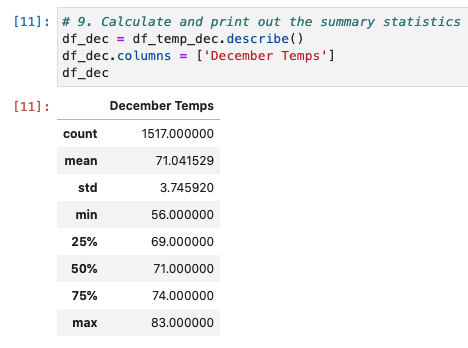 [11]: # 9. Calculate and print out the summary statistics
df_dec = df_temp_dec.describe()
df_dec.columns = ['December Temps']
df_dec
[11]: December Temps
count 1517.000000
mean 71.041529
std 3.745920
min 56.000000
25% 69.000000
50% 71.000000
75% 74.000000
max 83.000000